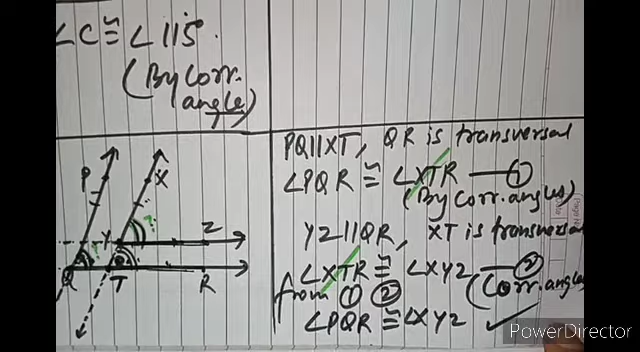 ∠C ≅ ∠115°.
(By Corr.
angle)
P
X
?
Y
Z
?
Q
T
R
PQ||XT, QR is transversal
∠PQR ≅ ∠XTR —①
(By Corr. angles)
YZ||QR, XT is transversal
∠XTR ≅ ∠XYZ —②
(Corr. angles
from ① ②
∠PQR ≅ ∠XYZ
PowerDirector